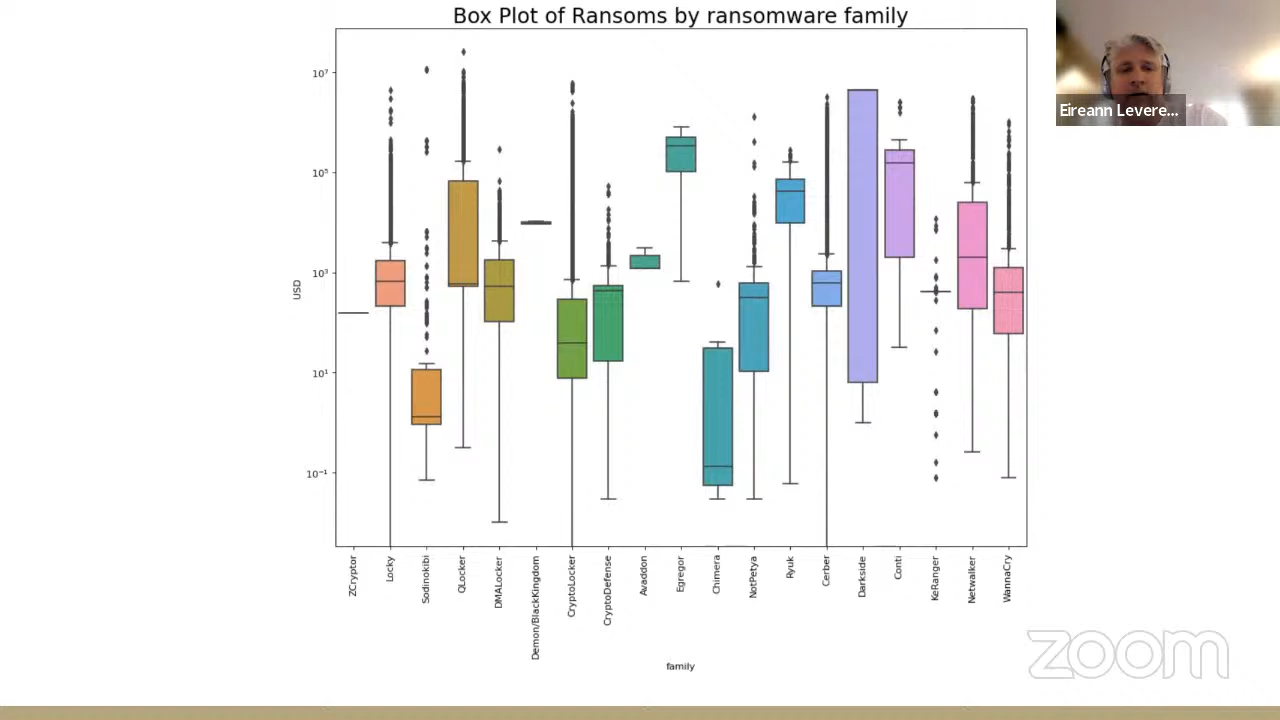 Box Plot of Ransoms by ransomware family
Eireann Levere...
10⁷
10⁵
10³
10¹
10⁻¹
USD
ZCryptor
Locky
Sodinokibi
QLocker
DMALocker
Demon/BlackKingdom
CryptoLocker
CryptoDefense
Avaddon
Egregor
Chimera
NotPetya
Ryuk
Cerber
Darkside
Conti
KeRanger
Netwalker
WannaCry
family
zoom